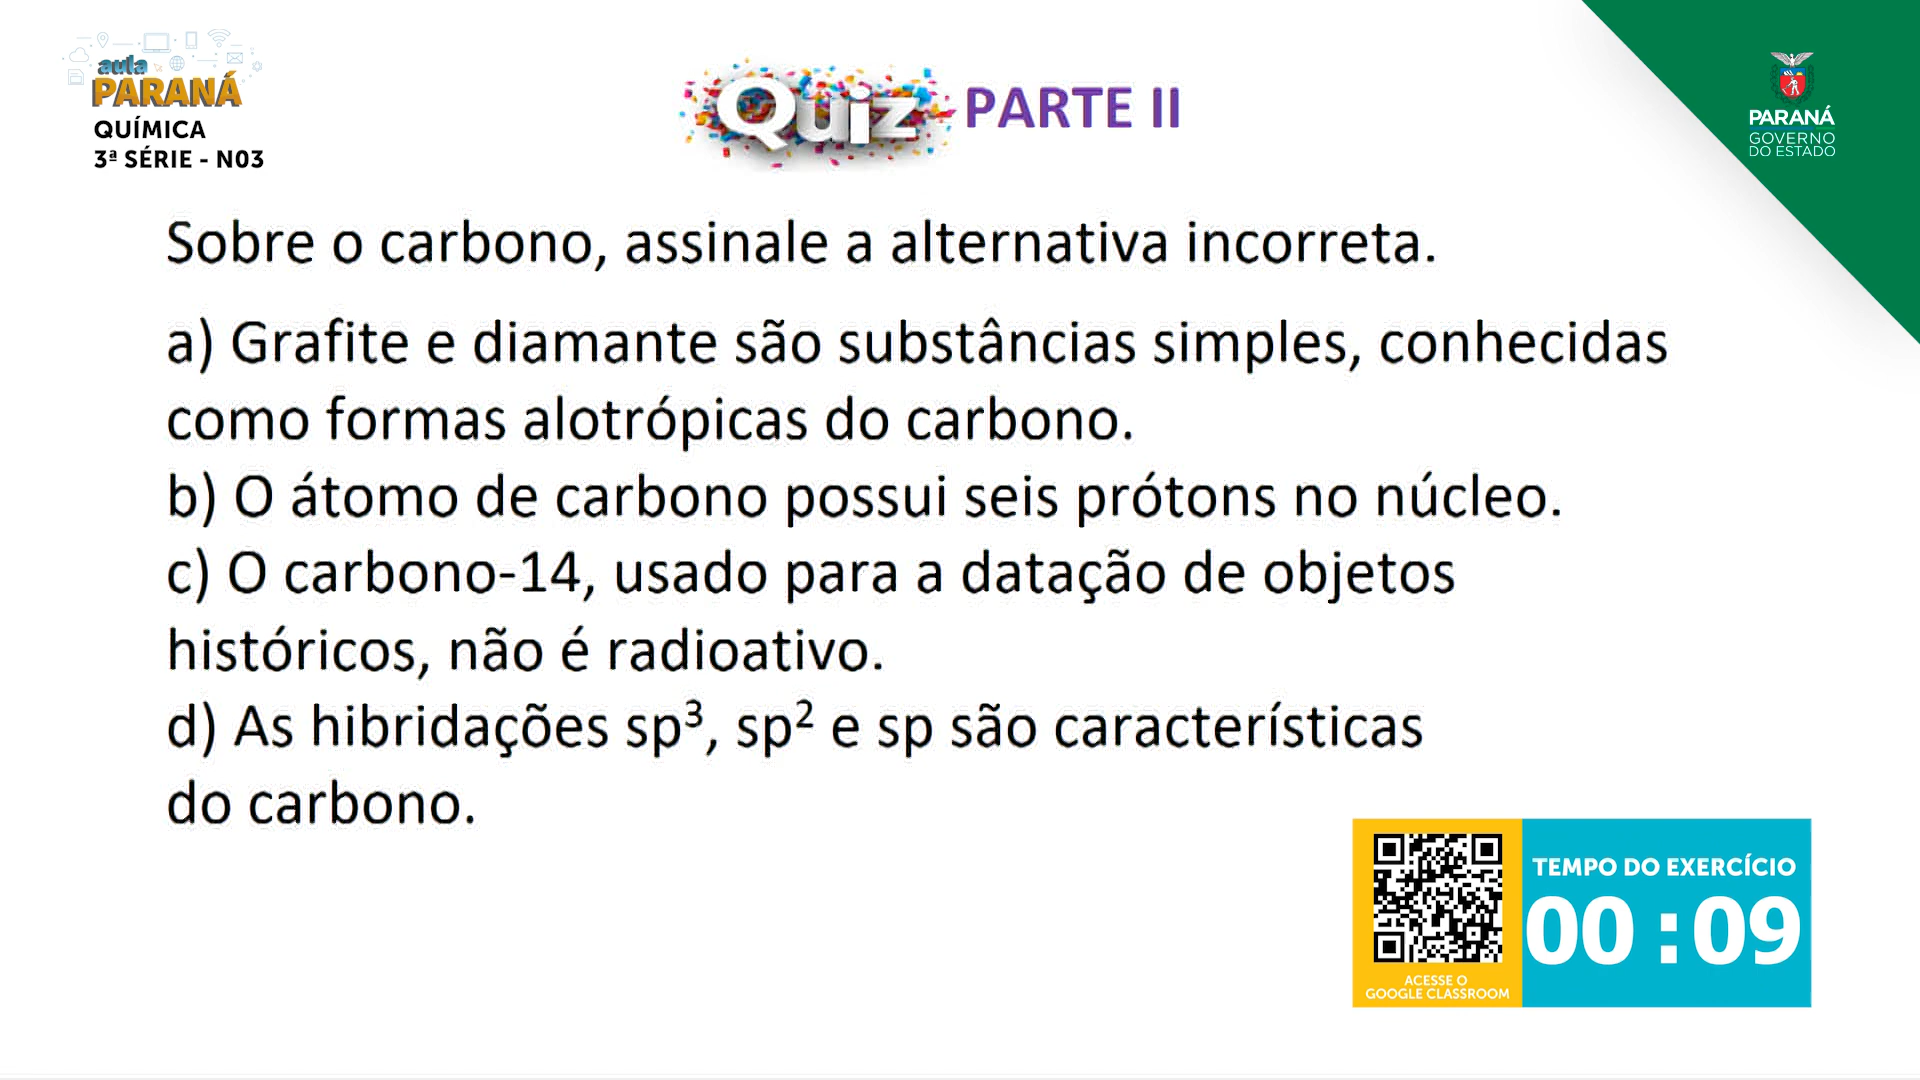 aula
PARANÁ
QUÍMICA
3ª SÉRIE - N03
Quiz PARTE II
PARANÁ
GOVERNO
DO ESTADO
Sobre o carbono, assinale a alternativa incorreta.
a) Grafite e diamante são substâncias simples, conhecidas
como formas alotrópicas do carbono.
b) O átomo de carbono possui seis prótons no núcleo.
c) O carbono-14, usado para a datação de objetos
históricos, não é radioativo.
d) As hibridações sp³, sp² e sp são características
do carbono.
ACESSE O
GOOGLE CLASSROOM
TEMPO DO EXERCÍCIO
00 :09